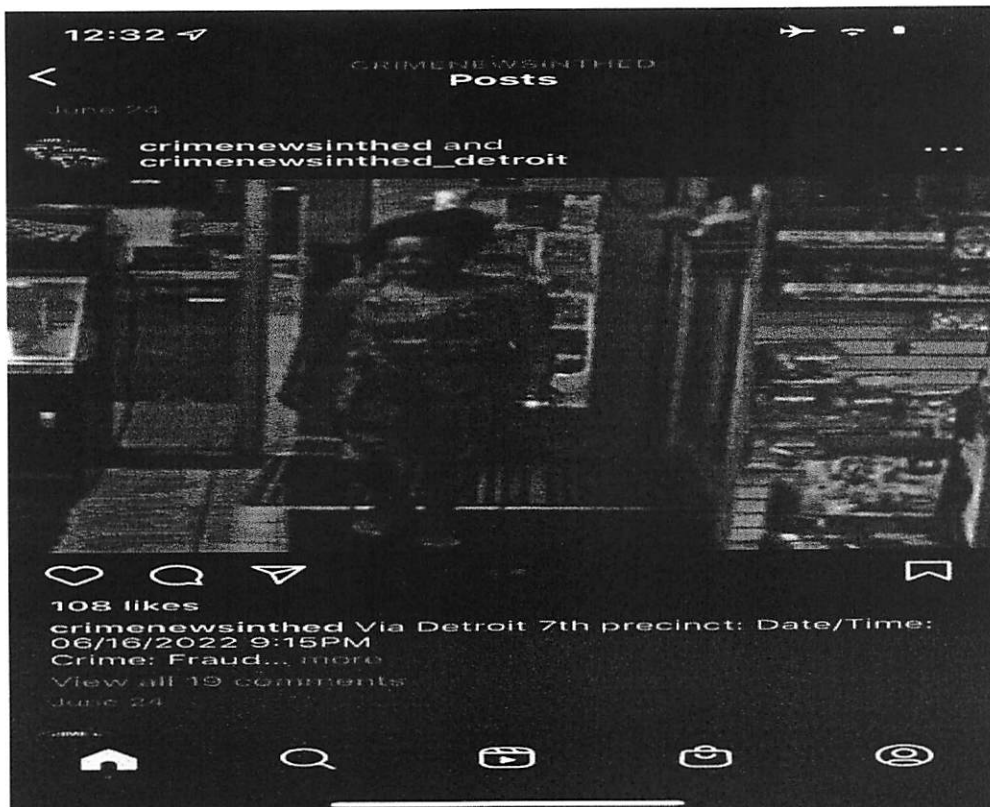 12:32
CRIMENEWSINTHED
Posts
June 24
crimenewsinthed and
crimenewsinthed_detroit
108 likes
crimenewsinthed Via Detroit 7th precinct: Date/Time:
06/16/2022 9:15PM
Crime: Fraud... more
View all 19 comments
June 24